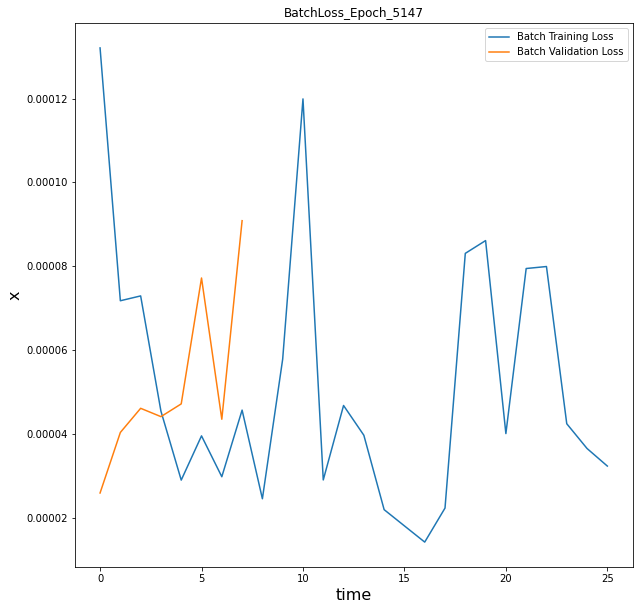 BatchLoss_Epoch_5147
Batch Training Loss
Batch Validation Loss
0.00012
0.00010
0.00008
0.00006
0.00004
0.00002
x
0 5 10 15 20 25
time